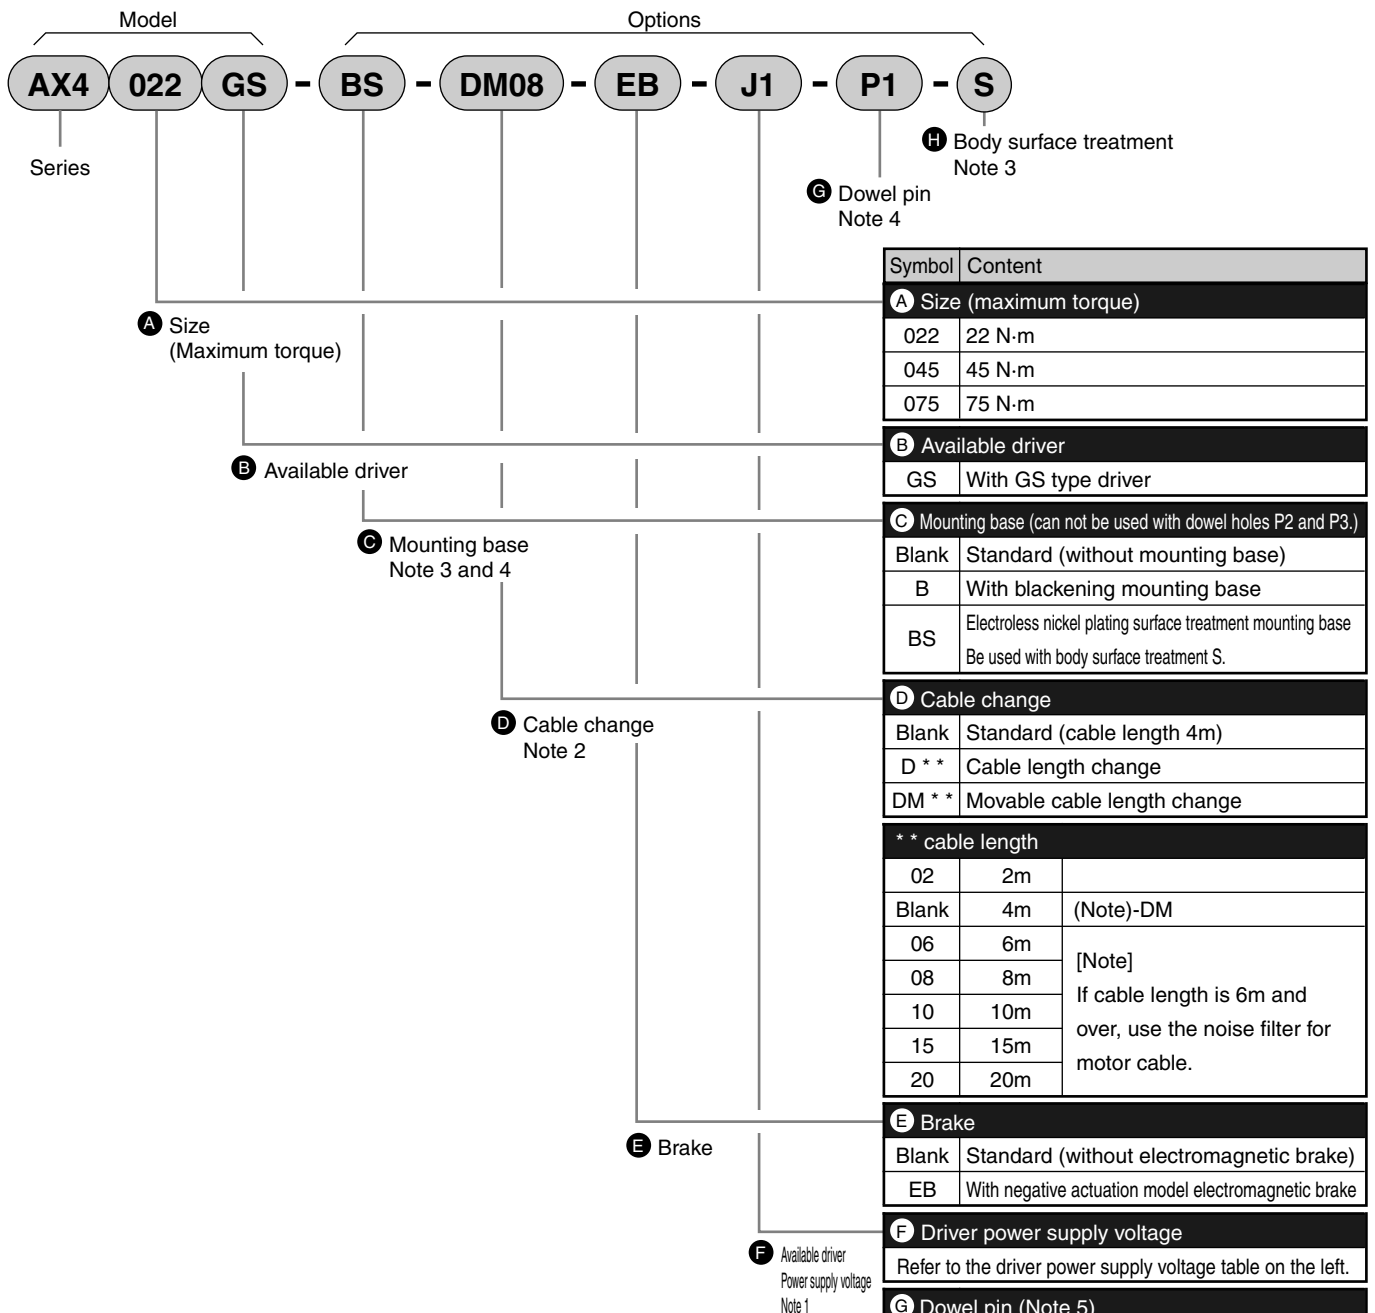 Model
Options
AX4 022 GS - BS - DM08 - EB - J1 - P1 - S
Series
H Body surface treatment
Note 3
G Dowel pin
Note 4
A Size
(Maximum torque)
B Available driver
C Mounting base
Note 3 and 4
D Cable change
Note 2
E Brake
F Available driver
Power supply voltage
Note 1
Symbol Content
A Size (maximum torque)
022 22 N·m
045 45 N·m
075 75 N·m
B Available driver
GS With GS type driver
C Mounting base (can not be used with dowel holes P2 and P3.)
Blank Standard (without mounting base)
B With blackening mounting base
BS Electroless nickel plating surface treatment mounting base
Be used with body surface treatment S.
D Cable change
Blank Standard (cable length 4m)
D * * Cable length change
DM * * Movable cable length change
* * cable length
02 2m
Blank 4m (Note)-DM
06 6m
08 8m
10 10m
15 15m
20 20m
[Note]
If cable length is 6m and
over, use the noise filter for
motor cable.
E Brake
Blank Standard (without electromagnetic brake)
EB With negative actuation model electromagnetic brake
F Driver power supply voltage
Refer to the driver power supply voltage table on the left.
G Dowel pin (Note 5)